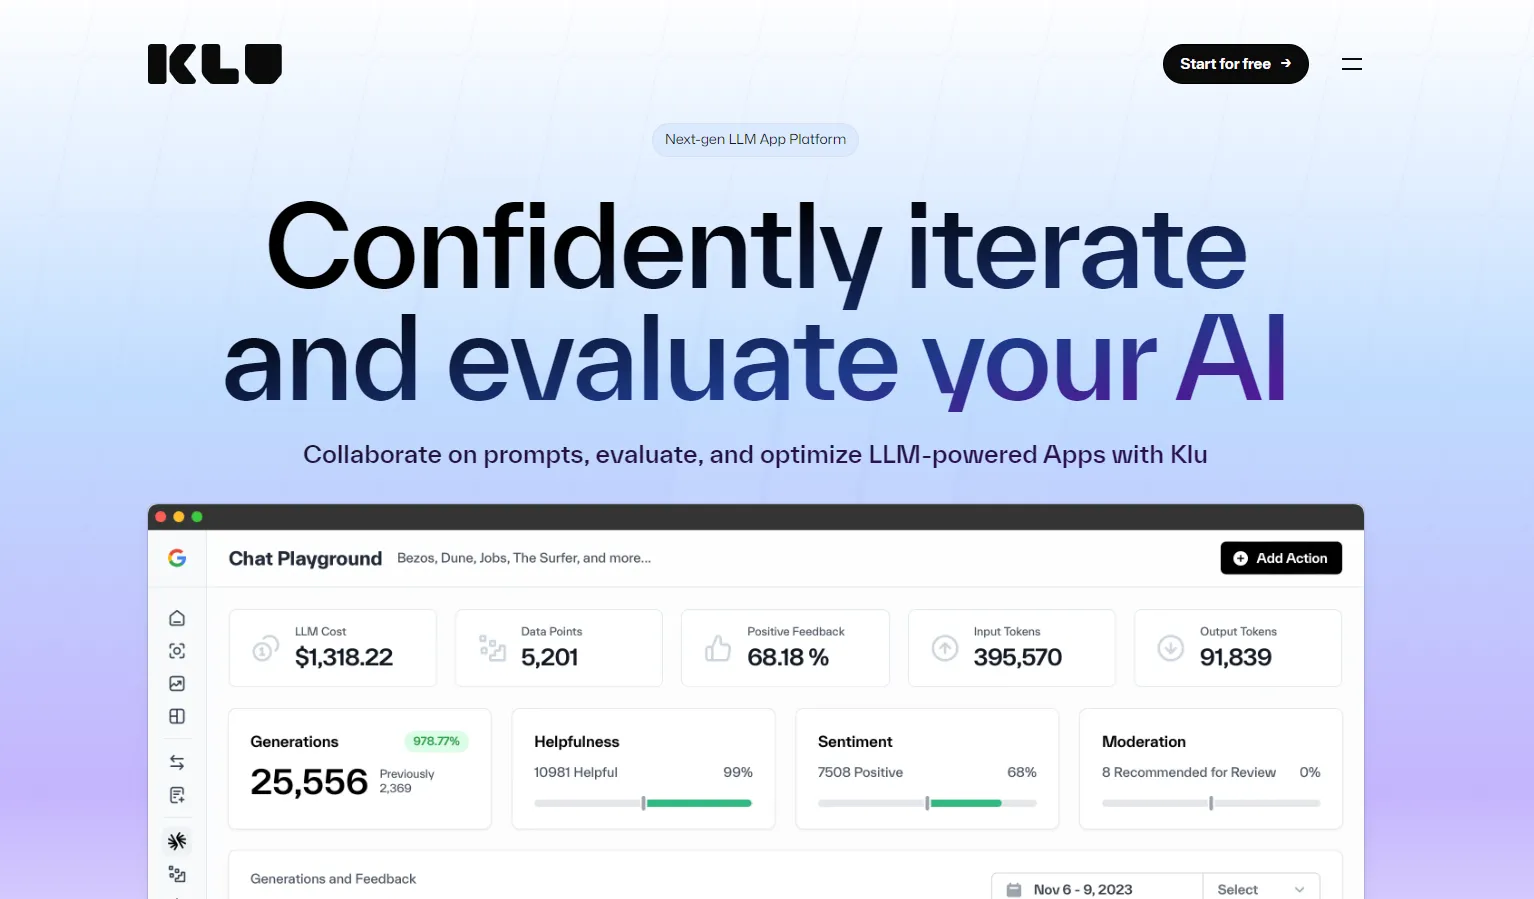 KLU
Start for free →
Next-gen LLM App Platform
Confidently iterate
and evaluate your AI
Collaborate on prompts, evaluate, and optimize LLM-powered Apps with Klu
Chat Playground Bezos, Dune, Jobs, The Surfer, and more...
Add Action
LLM Cost
$1,318.22
Data Points
5,201
Positive Feedback
68.18 %
Input Tokens
395,570
Output Tokens
91,839
Generations 978.77%
25,556 Previously
2,369
Helpfulness
10981 Helpful 99%
Sentiment
7508 Positive 68%
Moderation
8 Recommended for Review 0%
Generations and Feedback
Nov 6 - 9, 2023 Select